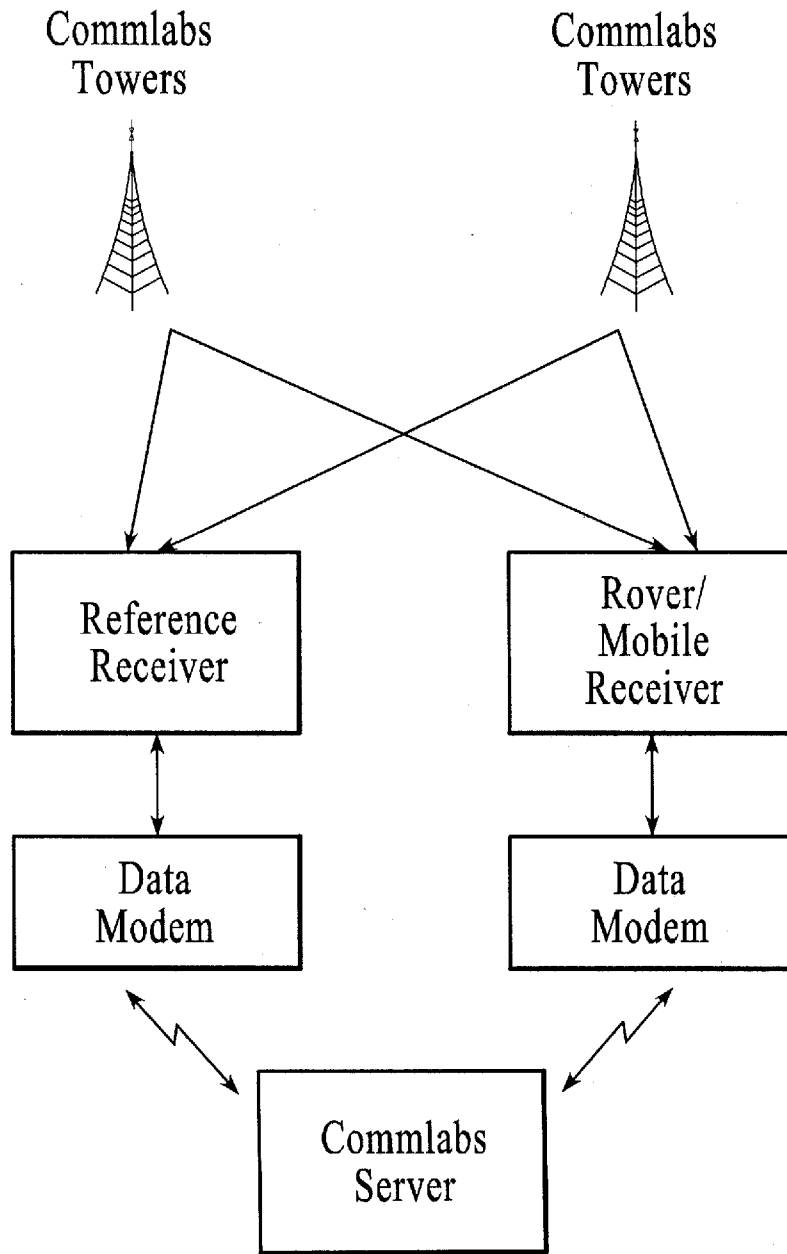 Commlabs
Towers
Commlabs
Towers
Reference
Receiver
Rover/
Mobile
Receiver
Data
Modem
Data
Modem
Commlabs
Server